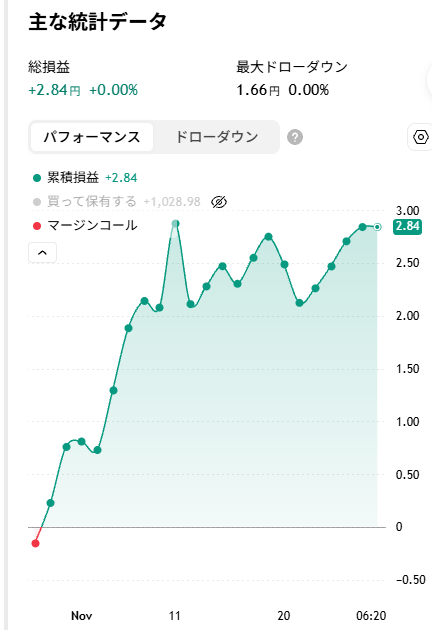 主な統計データ
総損益 最大ドローダウン
+2.84 円 +0.00% 1.66 円 0.00%
パフォーマンス ドローダウン ?
累積損益 +2.84
買って保有する +1,028.98
マージンコール
3.00
2.84
2.50
2.00
1.50
1.00
0.50
0
−0.50
Nov 11 20 06:20